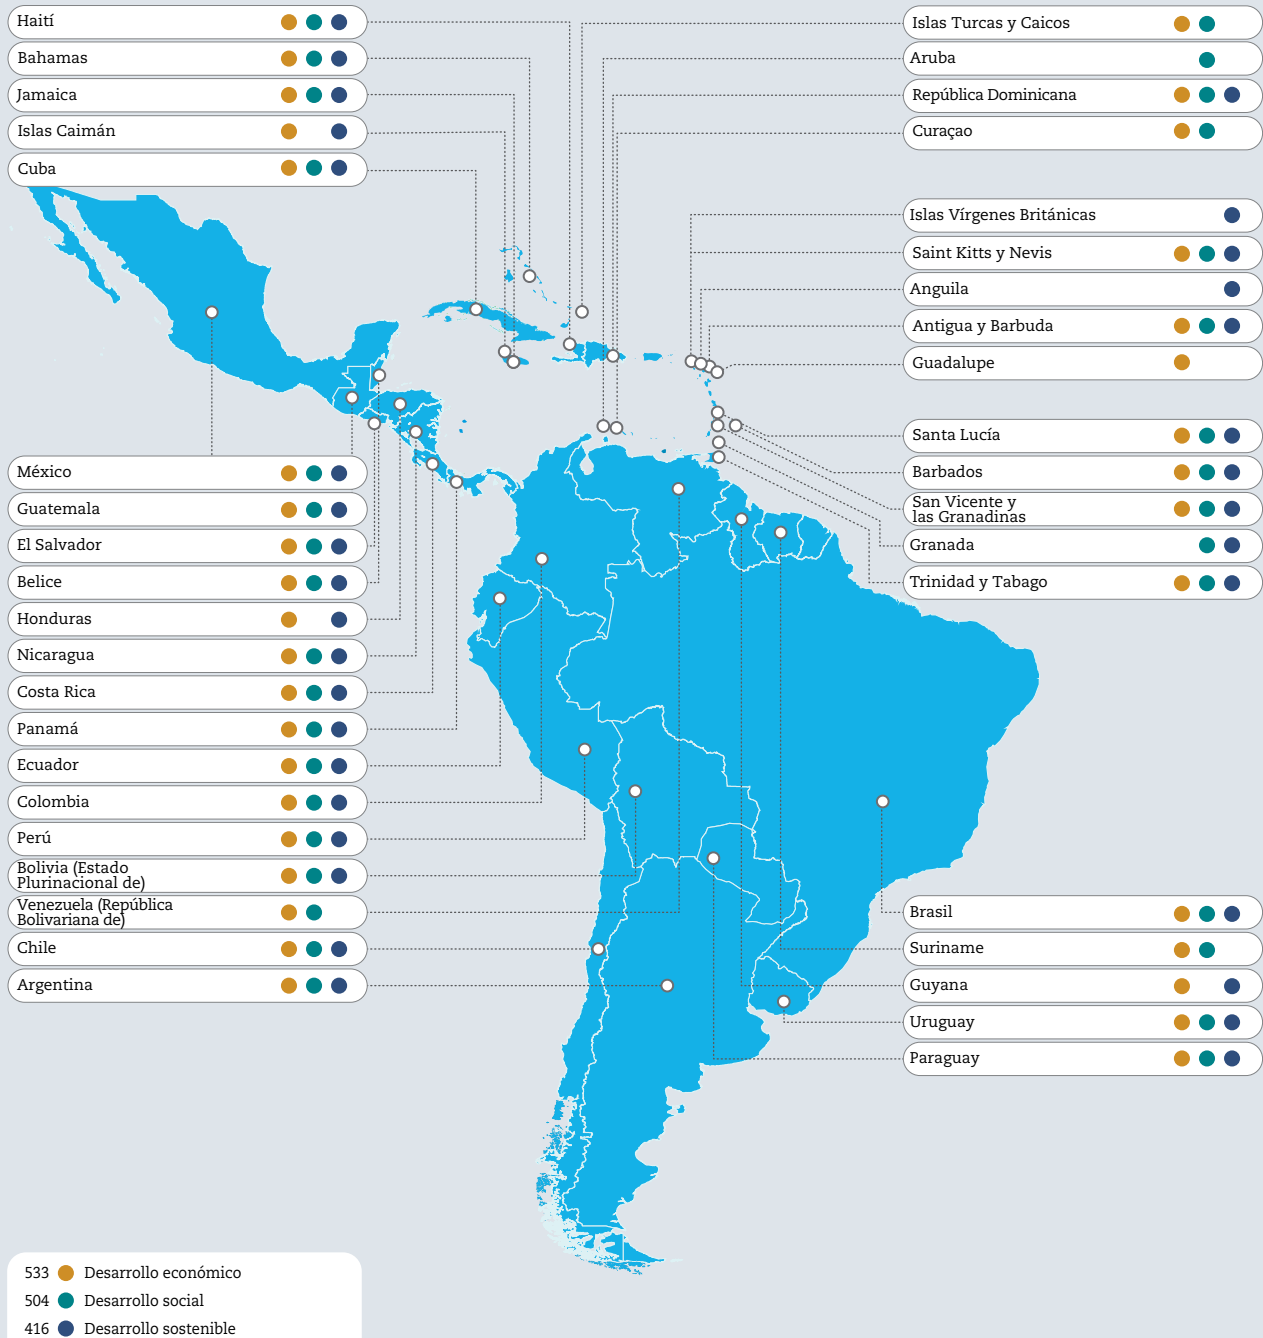 Haití
Bahamas
Jamaica
Islas Caimán
Cuba
Islas Turcas y Caicos
Aruba
República Dominicana
Curaçao
Islas Vírgenes Británicas
Saint Kitts y Nevis
Anguila
Antigua y Barbuda
Guadalupe
Santa Lucía
Barbados
San Vicente y
las Granadinas
Granada
Trinidad y Tabago
México
Guatemala
El Salvador
Belice
Honduras
Nicaragua
Costa Rica
Panamá
Ecuador
Colombia
Perú
Bolivia (Estado
Plurinacional de)
Venezuela (República
Bolivariana de)
Chile
Argentina
Brasil
Suriname
Guyana
Uruguay
Paraguay
533 Desarrollo económico
504 Desarrollo social
416 Desarrollo sostenible